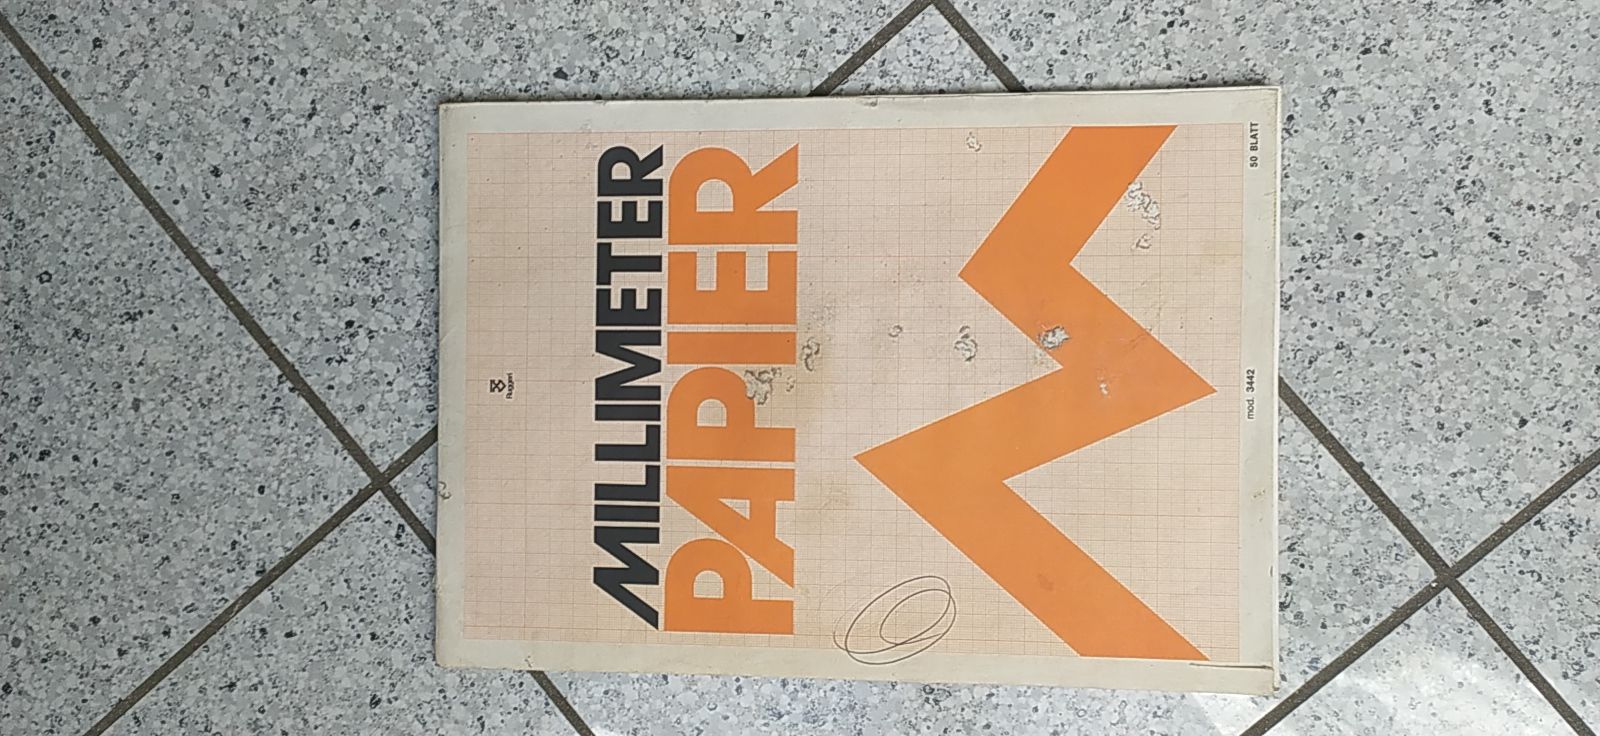 Ruggeri
MILLIMETER
PAPIER
mod. 3442
50 BLATT